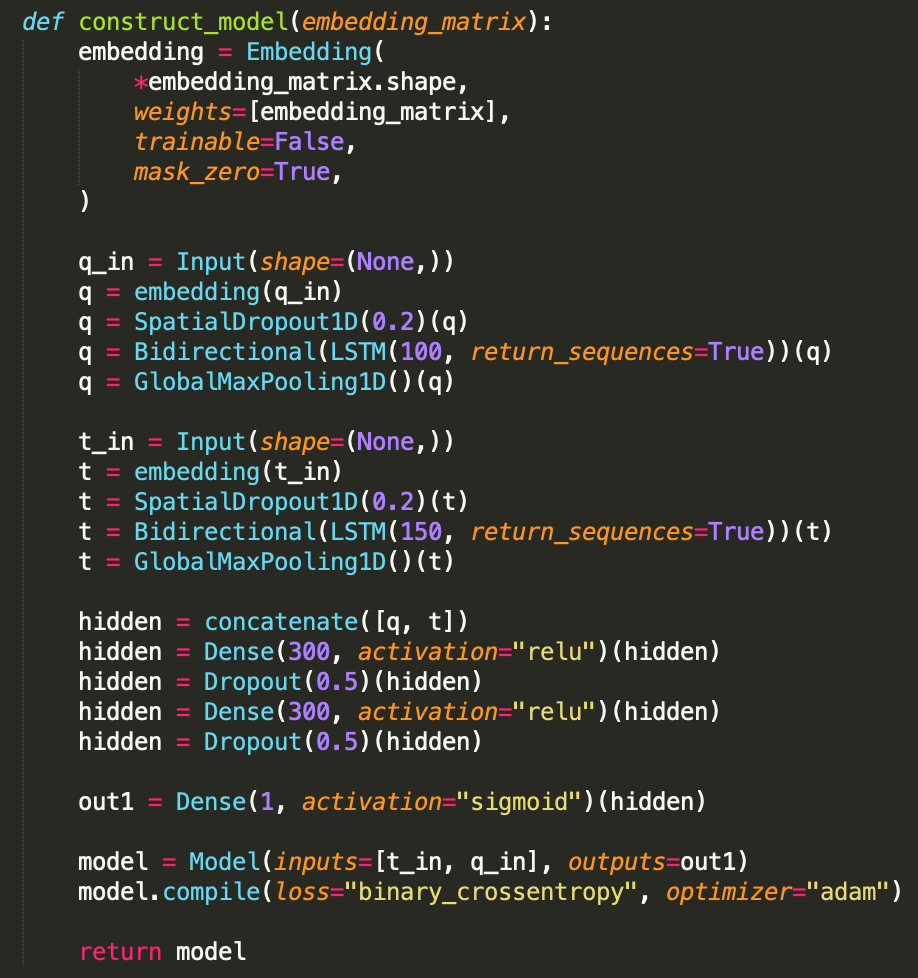 def construct_model(embedding_matrix):
    embedding = Embedding(
        *embedding_matrix.shape,
        weights=[embedding_matrix],
        trainable=False,
        mask_zero=True,
    )

    q_in = Input(shape=(None,))
    q = embedding(q_in)
    q = SpatialDropout1D(0.2)(q)
    q = Bidirectional(LSTM(100, return_sequences=True))(q)
    q = GlobalMaxPooling1D()(q)

    t_in = Input(shape=(None,))
    t = embedding(t_in)
    t = SpatialDropout1D(0.2)(t)
    t = Bidirectional(LSTM(150, return_sequences=True))(t)
    t = GlobalMaxPooling1D()(t)

    hidden = concatenate([q, t])
    hidden = Dense(300, activation="relu")(hidden)
    hidden = Dropout(0.5)(hidden)
    hidden = Dense(300, activation="relu")(hidden)
    hidden = Dropout(0.5)(hidden)

    out1 = Dense(1, activation="sigmoid")(hidden)

    model = Model(inputs=[t_in, q_in], outputs=out1)
    model.compile(loss="binary_crossentropy", optimizer="adam")

    return model